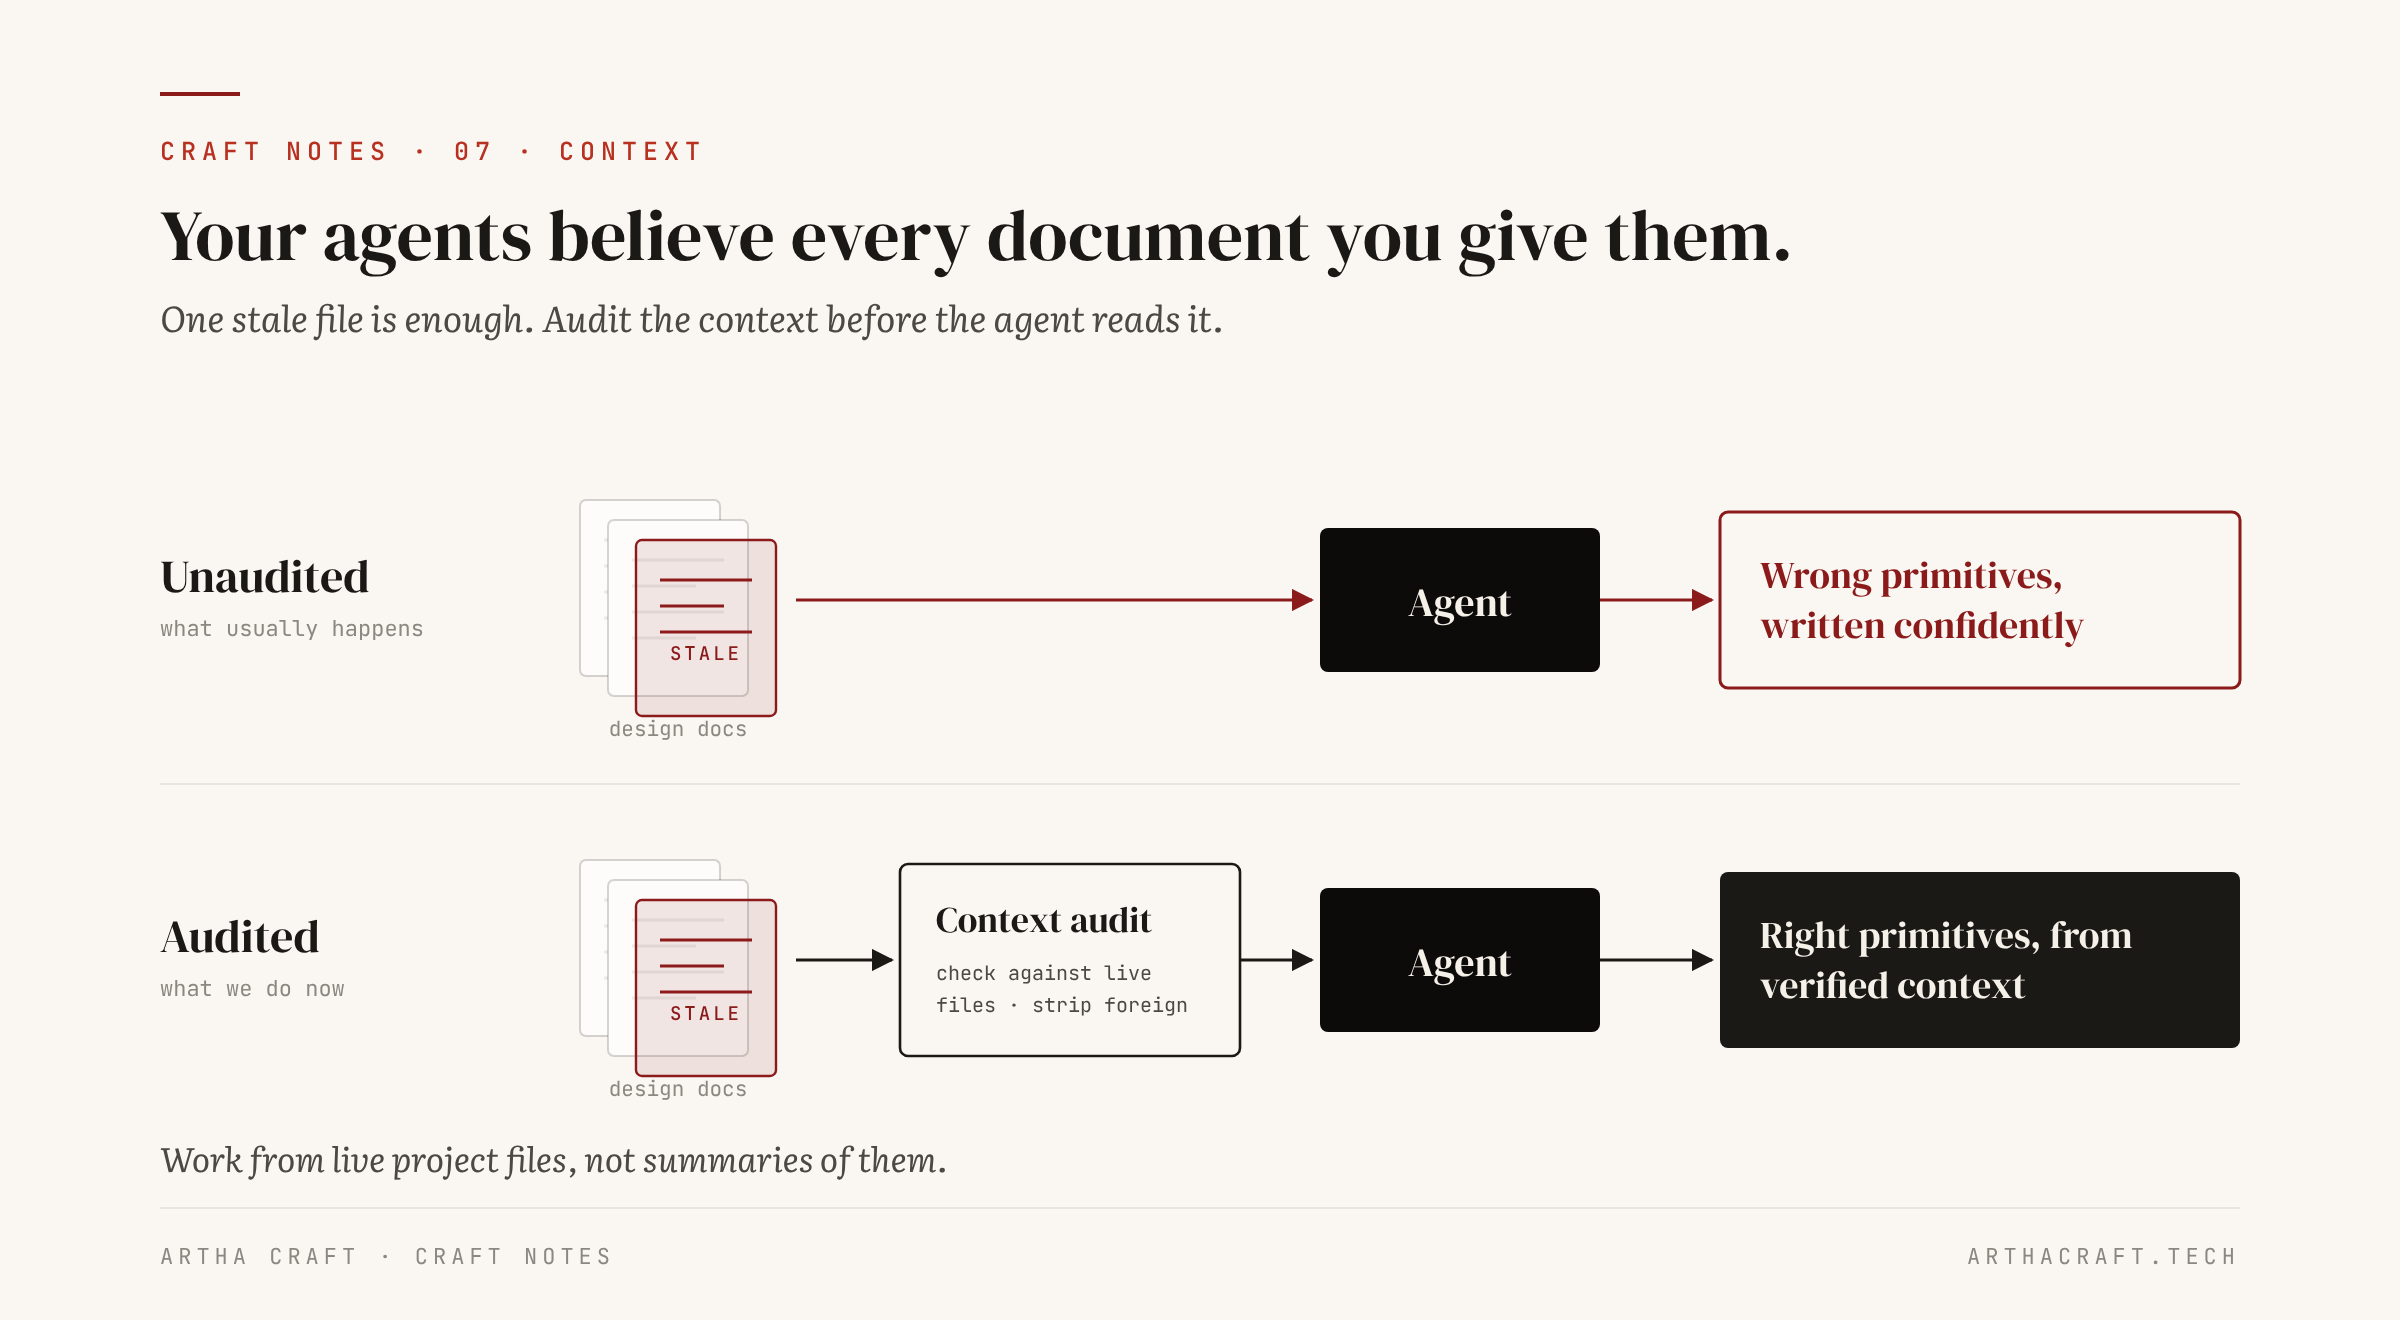 CRAFT NOTES · 07 · CONTEXT
Your agents believe every document you give them.
One stale file is enough. Audit the context before the agent reads it.
Unaudited
what usually happens
STALE
design docs
Agent
Wrong primitives,
written confidently
Audited
what we do now
STALE
design docs
Context audit
check against live
files · strip foreign
Agent
Right primitives, from
verified context
Work from live project files, not summaries of them.
ARTHA CRAFT · CRAFT NOTES
ARTHACRAFT.TECH